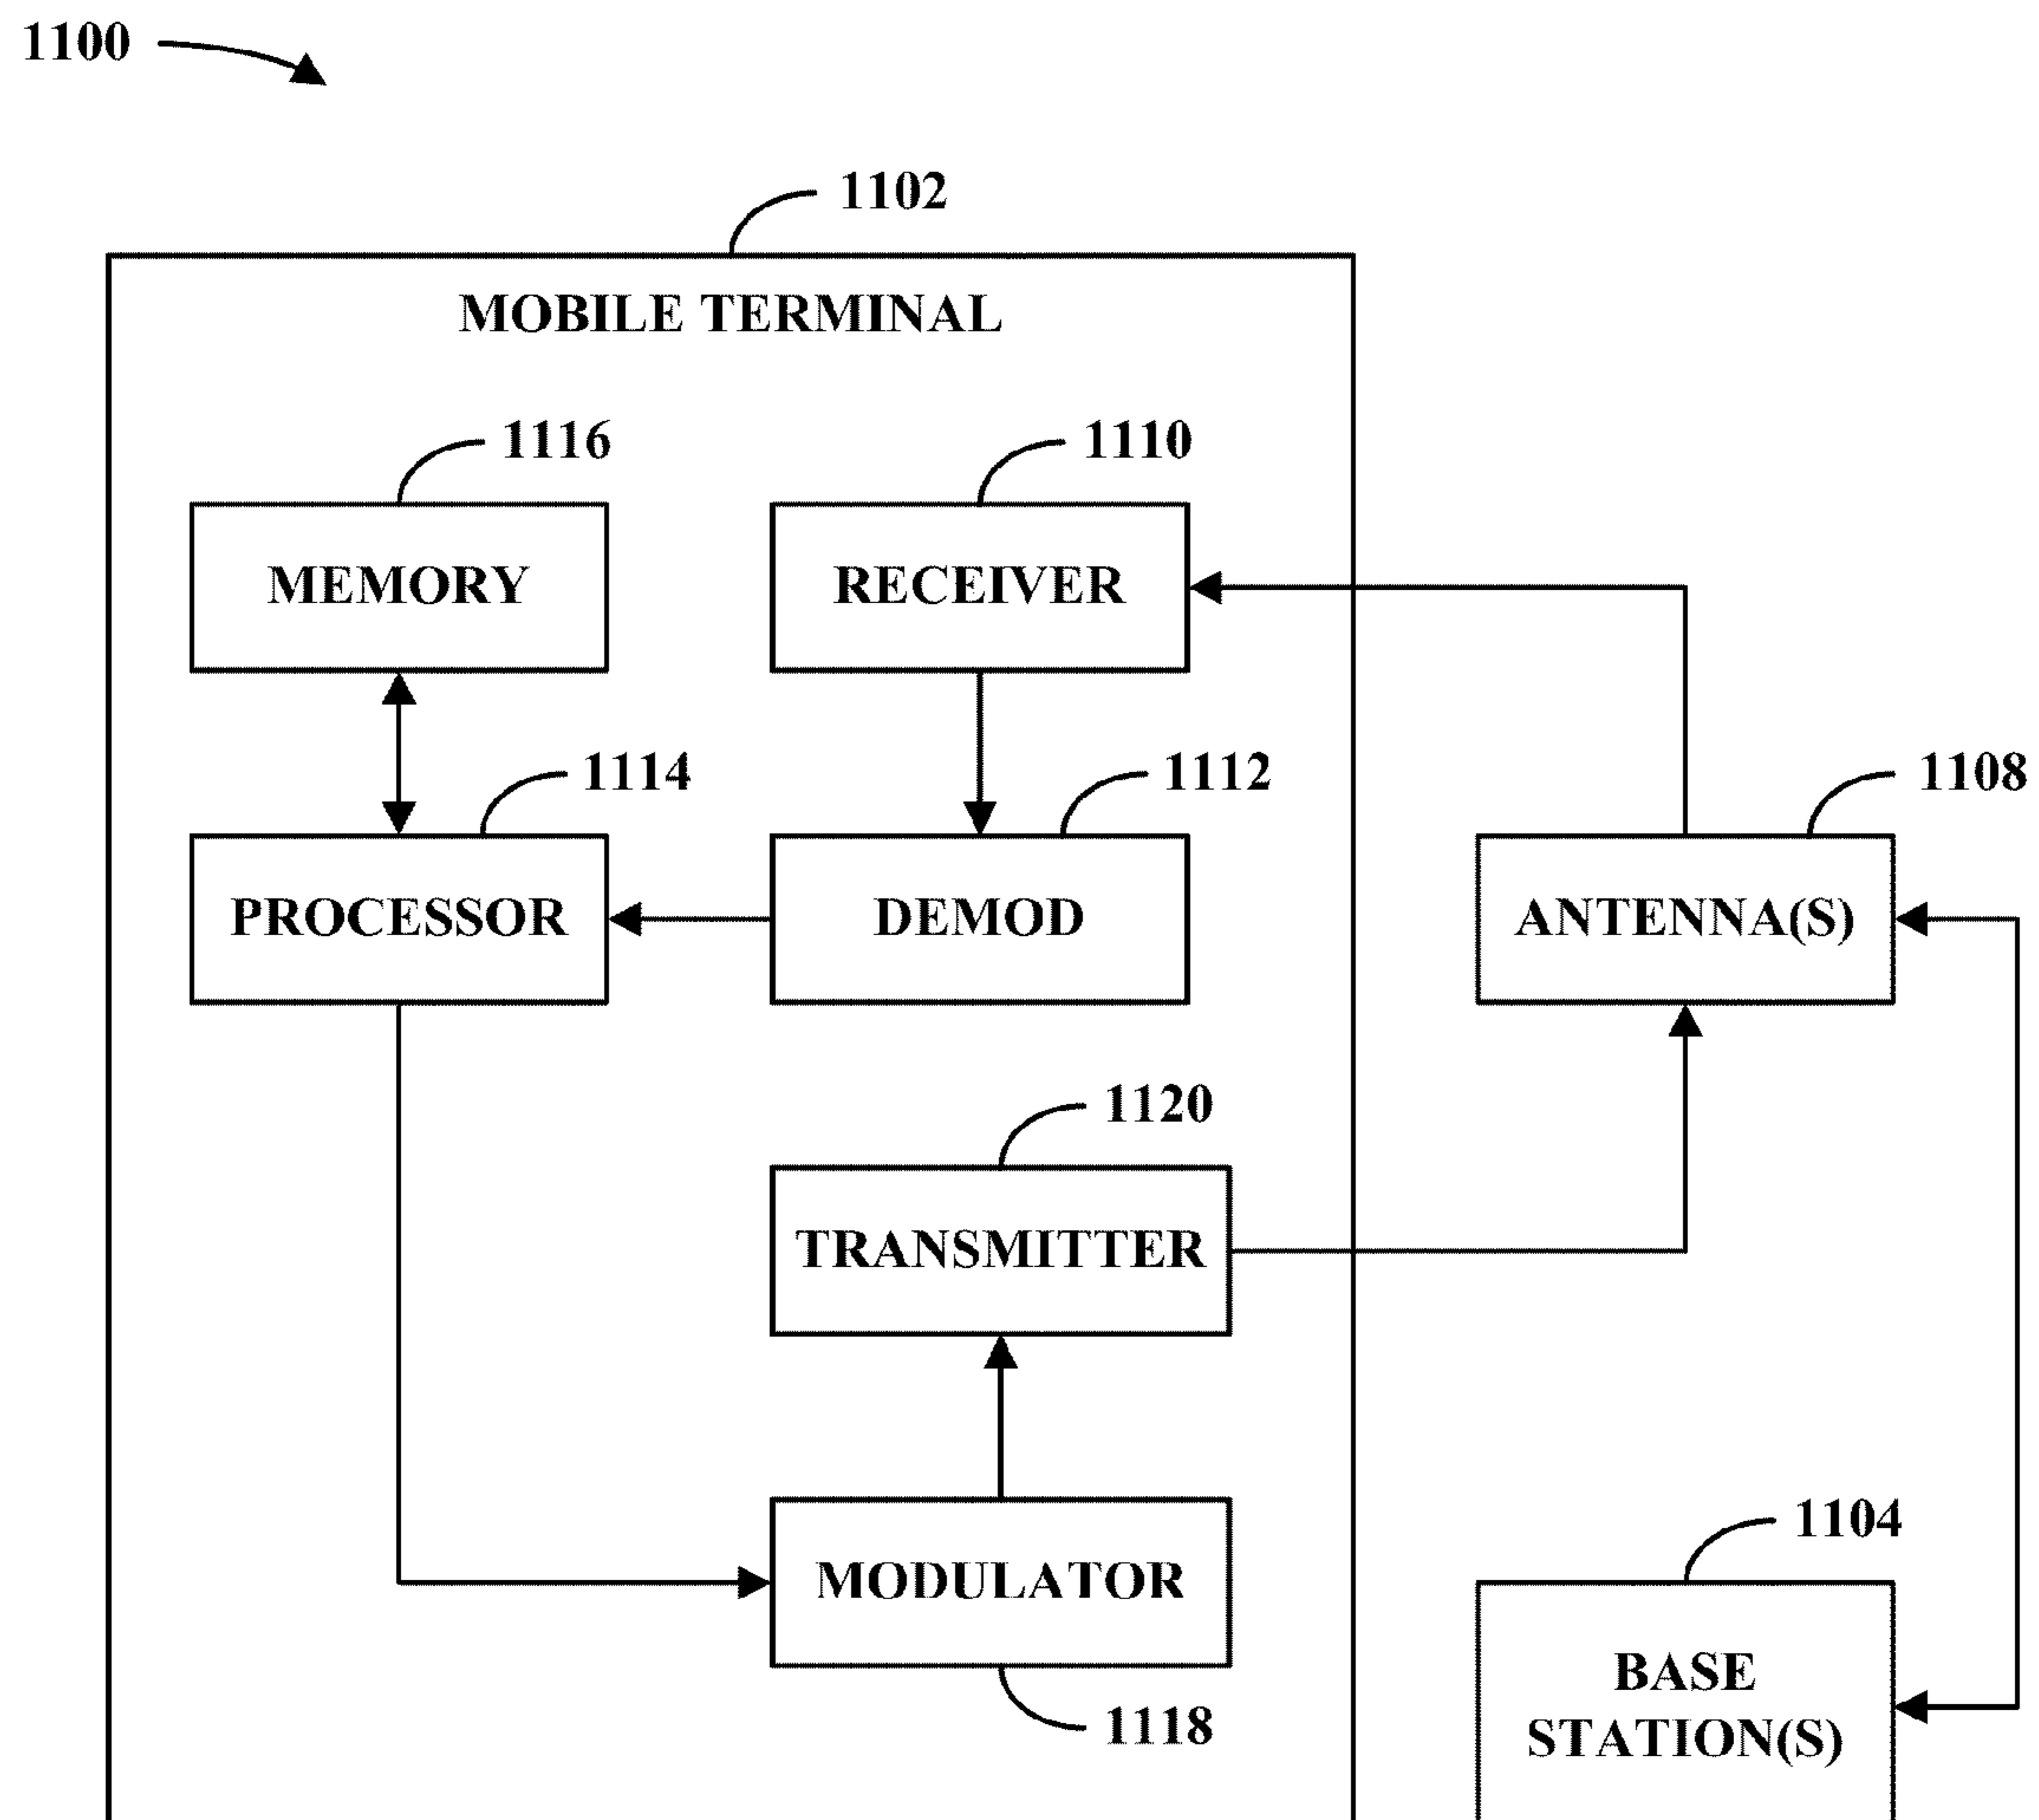 1100
1102
MOBILE TERMINAL
1116
1110
MEMORY
RECEIVER
1114
1112
1108
PROCESSOR
DEMOD
ANTENNA(S)
1120
TRANSMITTER
1104
MODULATOR
BASE
STATION(S)
1118